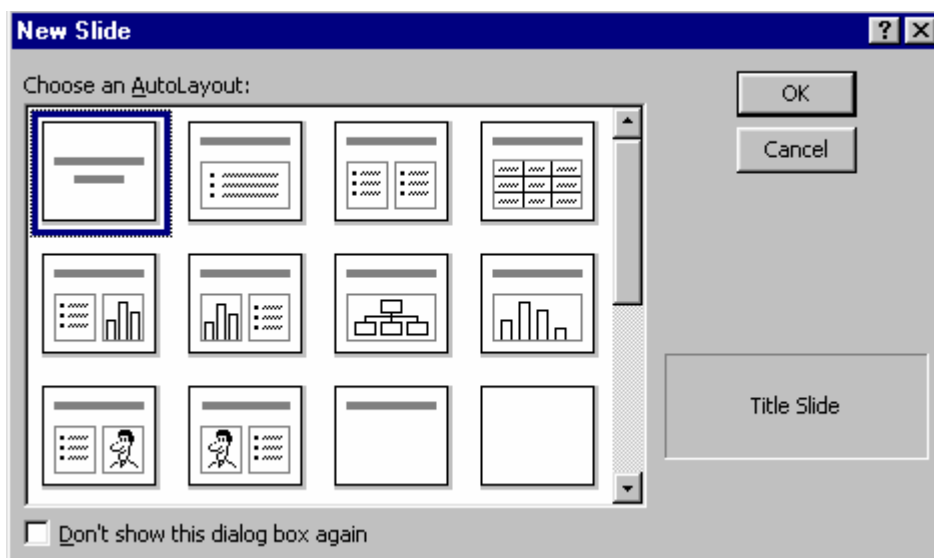 New Slide
Choose an AutoLayout:
OK
Cancel
Title Slide
Don't show this dialog box again